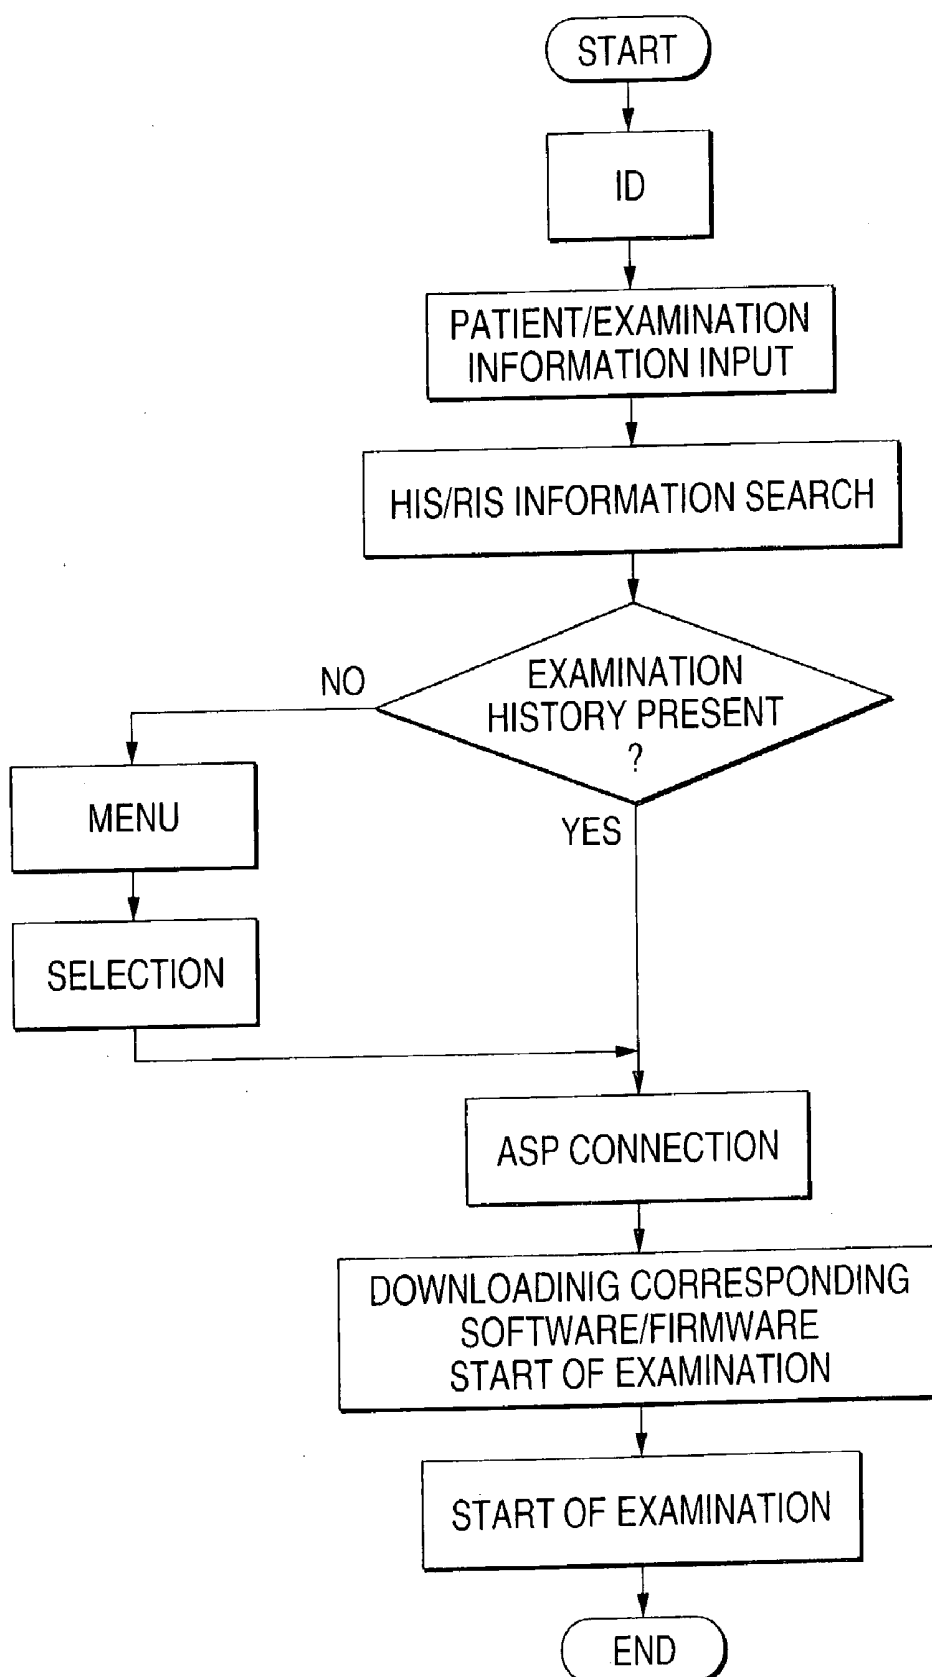 START
ID
PATIENT/EXAMINATION
INFORMATION INPUT
HIS/RIS INFORMATION SEARCH
EXAMINATION
HISTORY PRESENT
?
NO
YES
MENU
SELECTION
ASP CONNECTION
DOWNLOADINIG CORRESPONDING
SOFTWARE/FIRMWARE
START OF EXAMINATION
START OF EXAMINATION
END